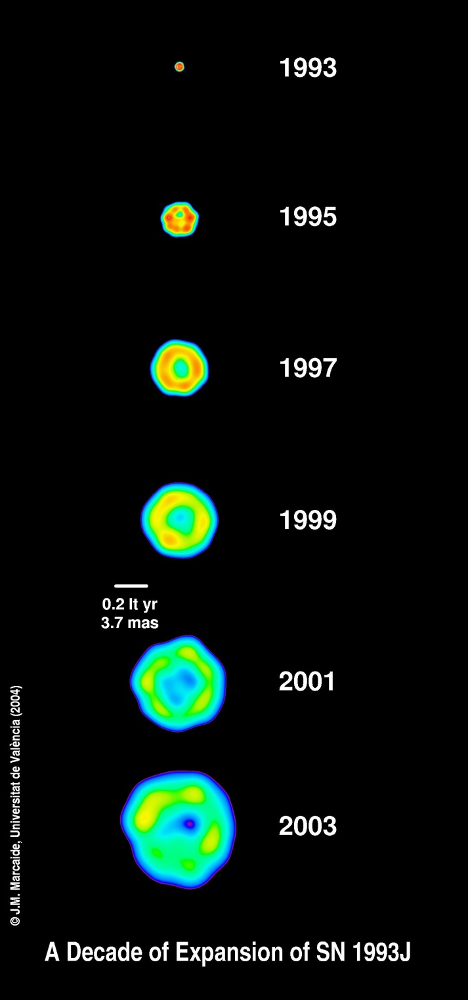 1993
1995
1997
1999
0.2 lt yr
3.7 mas
2001
2003
© J.M. Marcaide, Universitat de València (2004)
A Decade of Expansion of SN 1993J